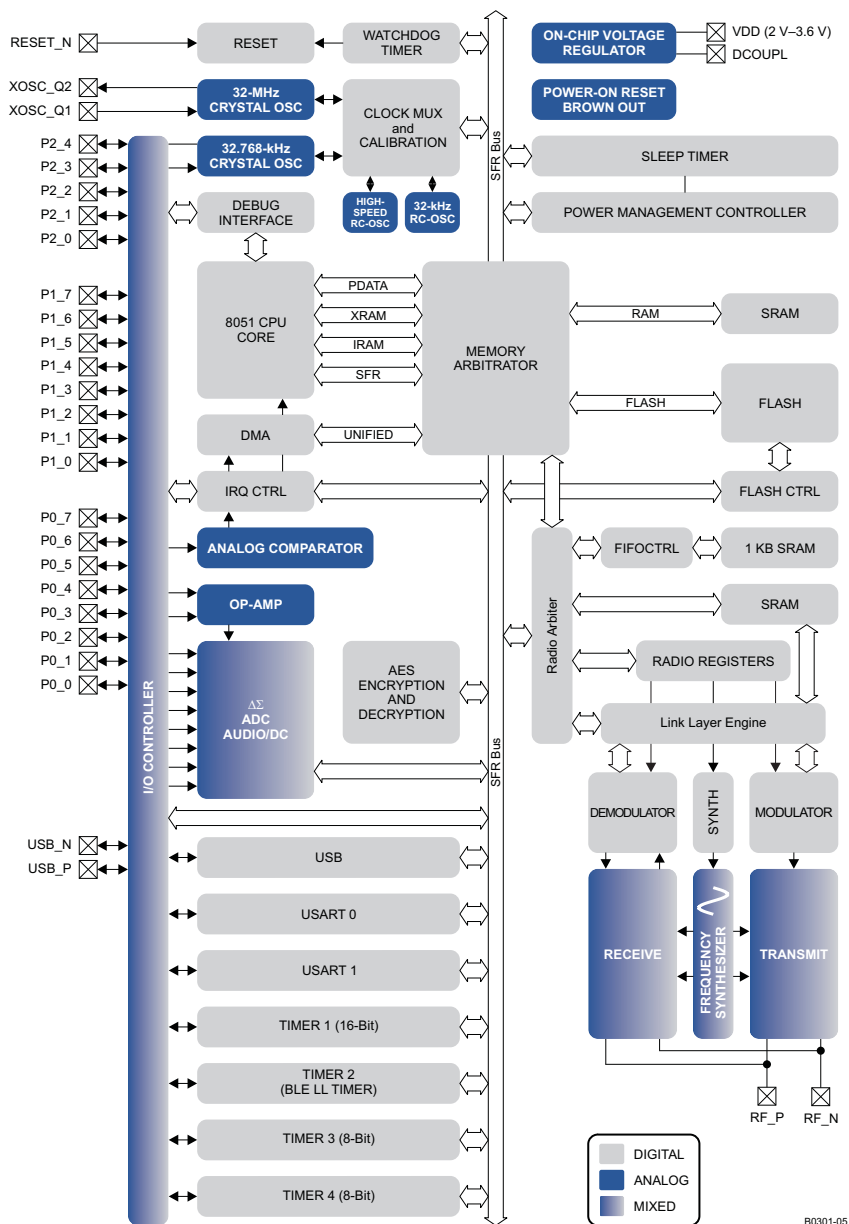 RESET_N
RESET
WATCHDOG
TIMER
ON-CHIP VOLTAGE
REGULATOR
VDD (2 V–3.6 V)
DCOUPL
XOSC_Q2
XOSC_Q1
32-MHz
CRYSTAL OSC
CLOCK MUX
and
CALIBRATION
POWER-ON RESET
BROWN OUT
SFR Bus
P2_4
P2_3
P2_2
P2_1
P2_0
32.768-kHz
CRYSTAL OSC
SLEEP TIMER
DEBUG
INTERFACE
HIGH-
SPEED
RC-OSC
32-kHz
RC-OSC
POWER MANAGEMENT CONTROLLER
P1_7
P1_6
P1_5
P1_4
P1_3
P1_2
P1_1
P1_0
8051 CPU
CORE
PDATA
XRAM
IRAM
SFR
MEMORY
ARBITRATOR
RAM
SRAM
FLASH
FLASH
DMA
UNIFIED
IRQ CTRL
FLASH CTRL
P0_7
P0_6
P0_5
P0_4
P0_3
P0_2
P0_1
P0_0
ANALOG COMPARATOR
FIFOCTRL
1 KB SRAM
OP-AMP
SRAM
Radio Arbiter
I/O CONTROLLER
ΔΣ
ADC
AUDIO/DC
AES
ENCRYPTION
AND
DECRYPTION
RADIO REGISTERS
Link Layer Engine
SFR Bus
DEMODULATOR
SYNTH
MODULATOR
USB_N
USB_P
USB
USART 0
USART 1
TIMER 1 (16-Bit)
TIMER 2
(BLE LL TIMER)
TIMER 3 (8-Bit)
TIMER 4 (8-Bit)
RECEIVE
FREQUENCY
SYNTHESIZER
TRANSMIT
RF_P
RF_N
DIGITAL
ANALOG
MIXED
B0301-05